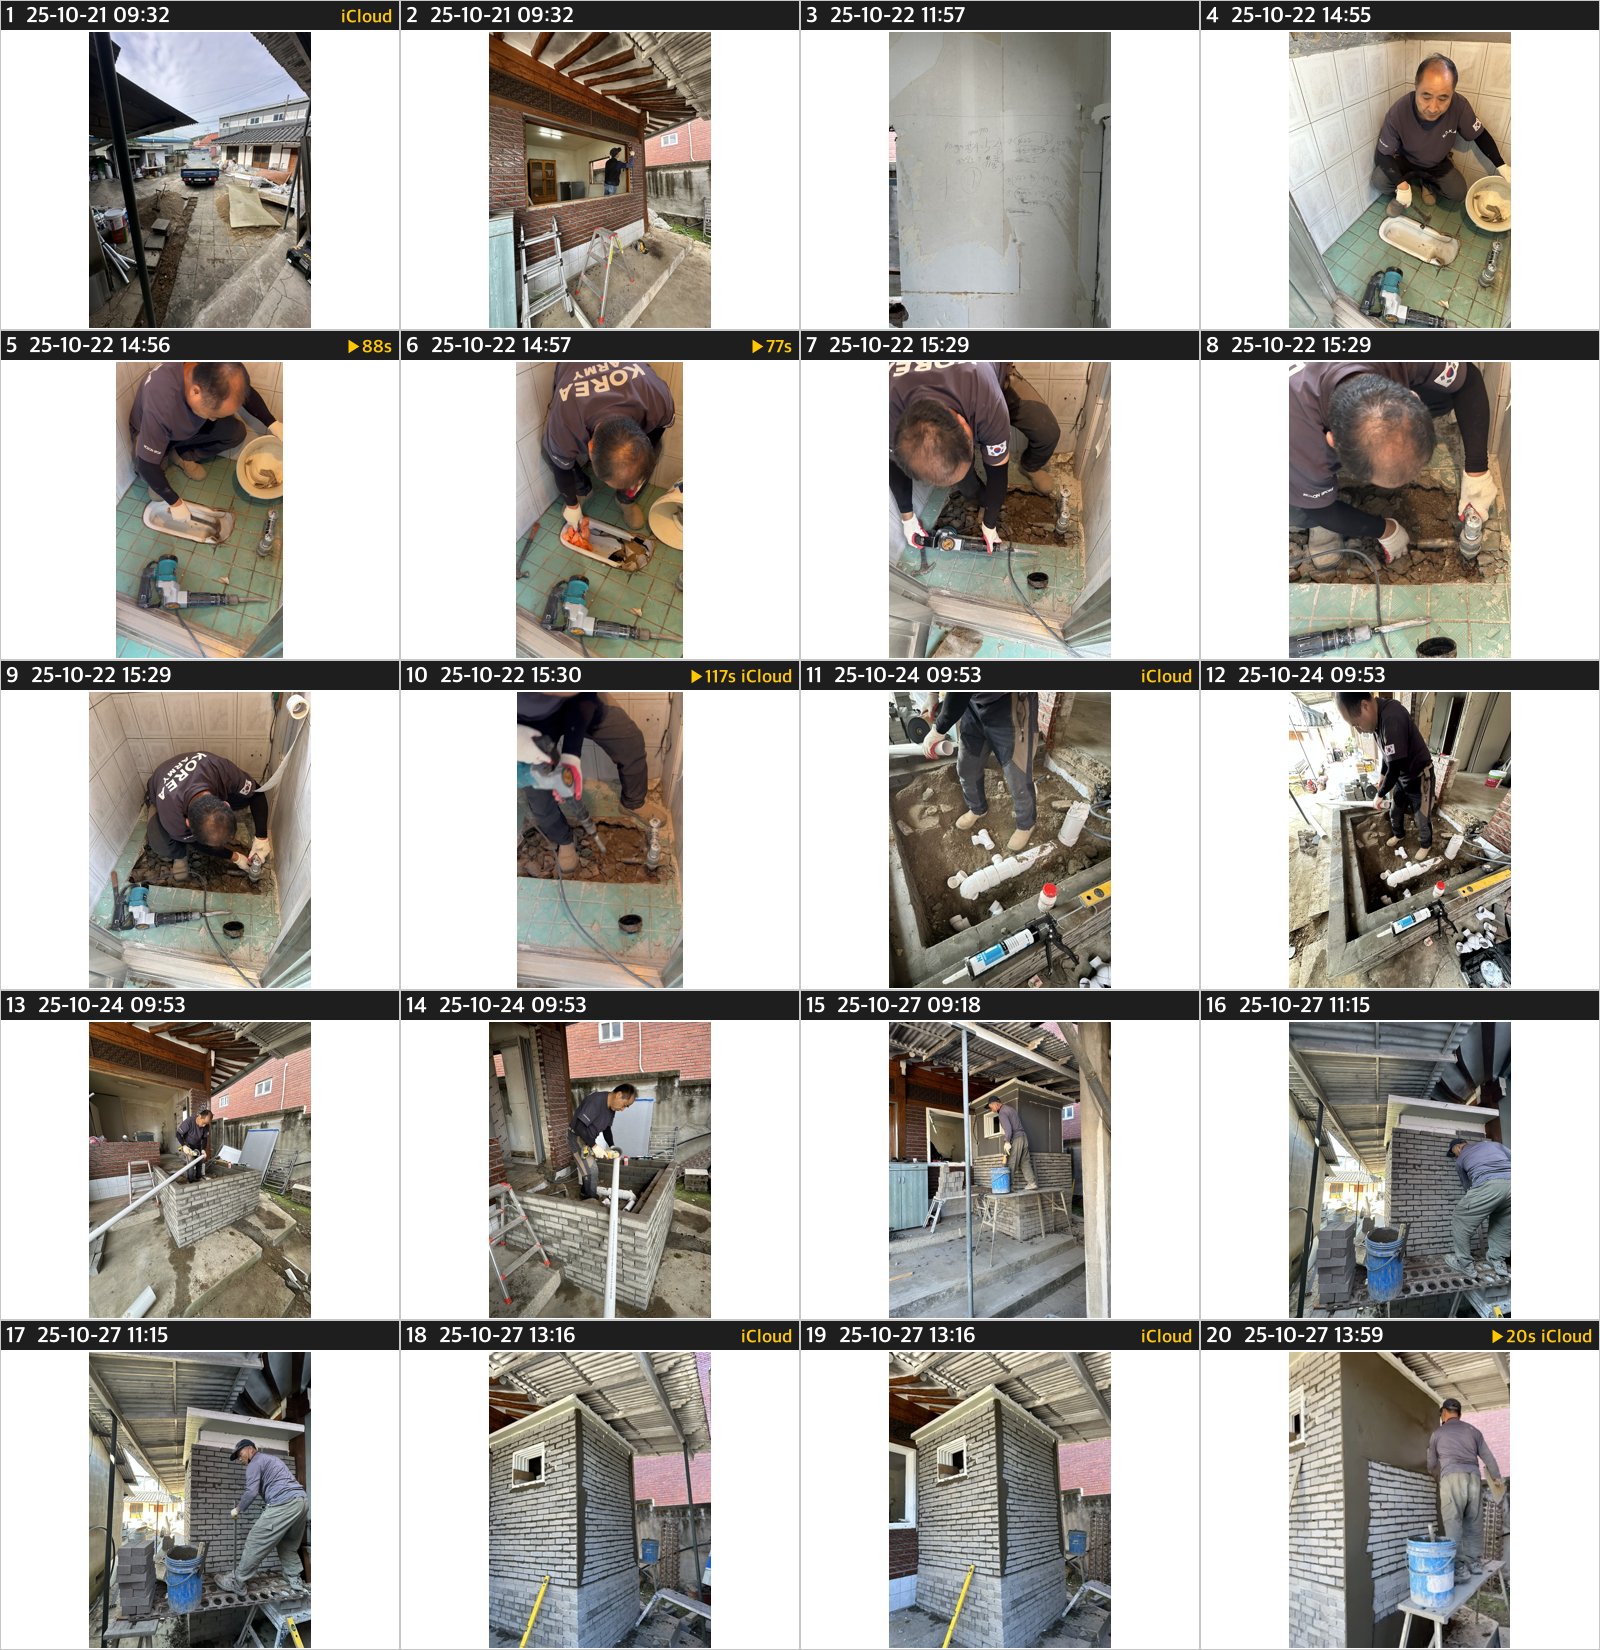 1 25-10-21 09:32 iCloud
2 25-10-21 09:32
3 25-10-22 11:57
4 25-10-22 14:55
5 25-10-22 14:56 ▶88s
6 25-10-22 14:57 ▶77s
KOREA
ARMY
7 25-10-22 15:29
KOREA
8 25-10-22 15:29
9 25-10-22 15:29
KOREA
ARMY
10 25-10-22 15:30 ▶117s iCloud
11 25-10-24 09:53 iCloud
12 25-10-24 09:53
13 25-10-24 09:53
14 25-10-24 09:53
15 25-10-27 09:18
16 25-10-27 11:15
17 25-10-27 11:15
18 25-10-27 13:16 iCloud
19 25-10-27 13:16 iCloud
20 25-10-27 13:59 ▶20s iCloud